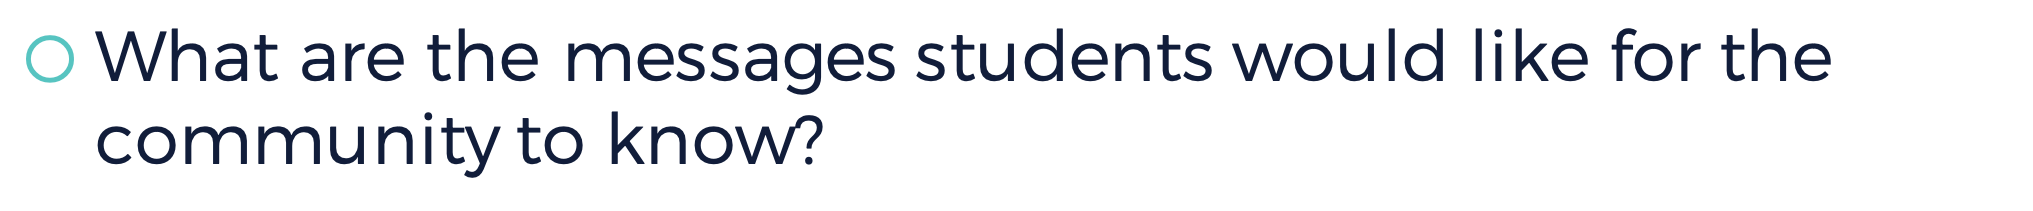 What are the messages students would like for the
community to know?